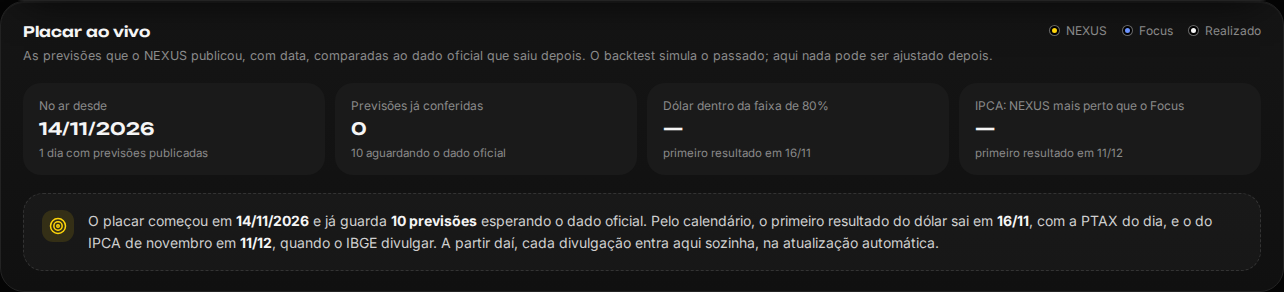 Placar ao vivo
NEXUS Focus Realizado
As previsões que o NEXUS publicou, com data, comparadas ao dado oficial que saiu depois. O backtest simula o passado; aqui nada pode ser ajustado depois.
No ar desde
14/11/2026
1 dia com previsões publicadas
Previsões já conferidas
0
10 aguardando o dado oficial
Dólar dentro da faixa de 80%
—
primeiro resultado em 16/11
IPCA: NEXUS mais perto que o Focus
—
primeiro resultado em 11/12
O placar começou em 14/11/2026 e já guarda 10 previsões esperando o dado oficial. Pelo calendário, o primeiro resultado do dólar sai em 16/11, com a PTAX do dia, e o do
IPCA de novembro em 11/12, quando o IBGE divulgar. A partir daí, cada divulgação entra aqui sozinha, na atualização automática.